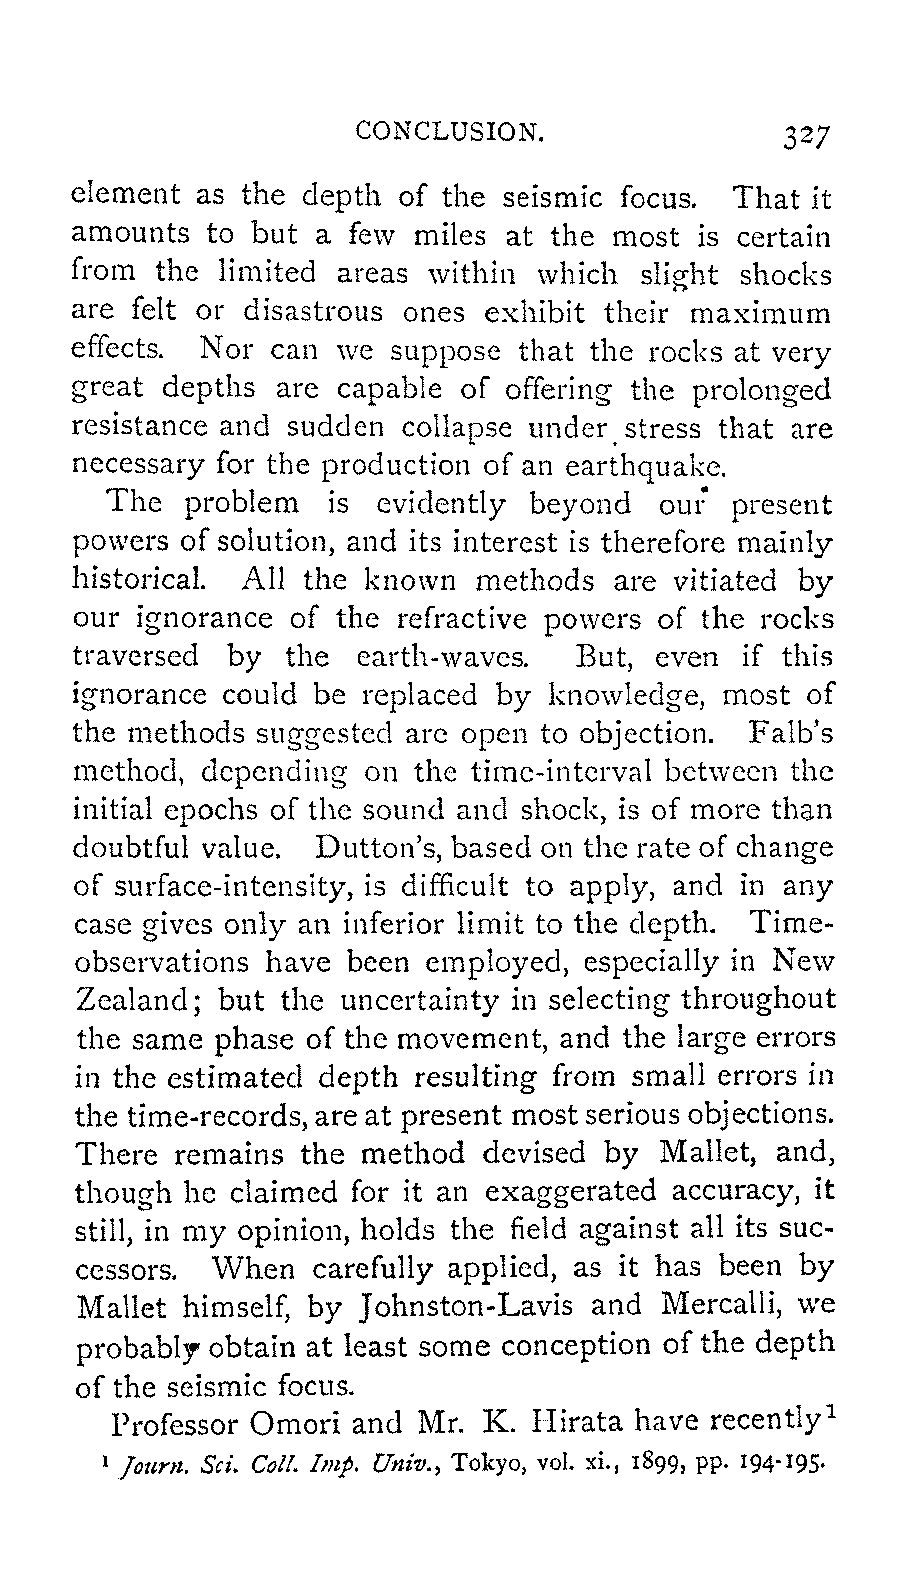 CONCLUSION. 327
element as the depth of the seismic focus. That it
amounts to but a few miles at the most is certain
from the limited areas within which slight shocks
are felt or disastrous ones exhibit their maximum
effects. Nor can we suppose that the rocks at very
great depths are capable of offering the prolonged
resistance and sudden collapse under stress that are
necessary for the production of an earthquake.
The problem is evidently beyond our present
powers of solution, and its interest is therefore mainly
historical. All the known methods are vitiated by
our ignorance of the refractive powers of the rocks
traversed by the earth-waves. But, even if this
ignorance could be replaced by knowledge, most of
the methods suggested are open to objection. Falb's
method, depending on the time-interval between the
initial epochs of the sound and shock, is of more than
doubtful value. Dutton's, based on the rate of change
of surface-intensity, is difficult to apply, and in any
case gives only an inferior limit to the depth. Time-
observations have been employed, especially in New
Zealand; but the uncertainty in selecting throughout
the same phase of the movement, and the large errors
in the estimated depth resulting from small errors in
the time-records, are at present most serious objections.
There remains the method devised by Mallet, and,
though he claimed for it an exaggerated accuracy, it
still, in my opinion, holds the field against all its suc-
cessors. When carefully applied, as it has been by
Mallet himself, by Johnston-Lavis and Mercalli, we
probably obtain at least some conception of the depth
of the seismic focus.
Professor Omori and Mr. K. Hirata have recently¹
¹ Journ. Sci. Coll. Imp. Univ., Tokyo, vol. xi., 1899, pp. 194-195.